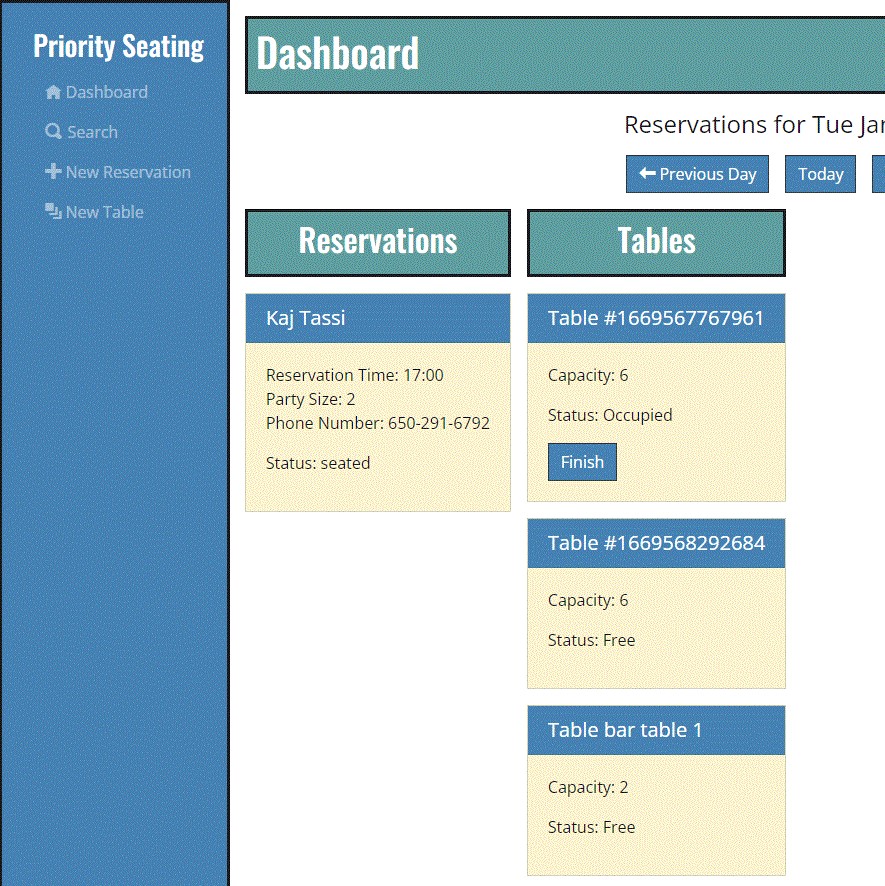 Priority Seating
Dashboard
Search
New Reservation
New Table
Dashboard
Reservations for Tue
Previous Day
Today
Reservations
Kaj Tassi
Reservation Time: 17:00
Party Size: 2
Phone Number: 650-291-6792
Status: seated
Tables
Table #1669567767961
Capacity: 6
Status: Occupied
Finish
Table #1669568292684
Capacity: 6
Status: Free
Table bar table 1
Capacity: 2
Status: Free